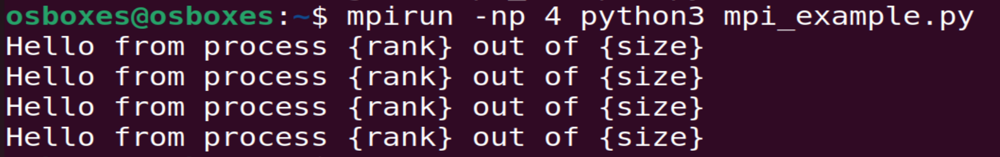 osboxes@osboxes:~$ mpirun -np 4 python3 mpi_example.py
Hello from process {rank} out of {size}
Hello from process {rank} out of {size}
Hello from process {rank} out of {size}
Hello from process {rank} out of {size}